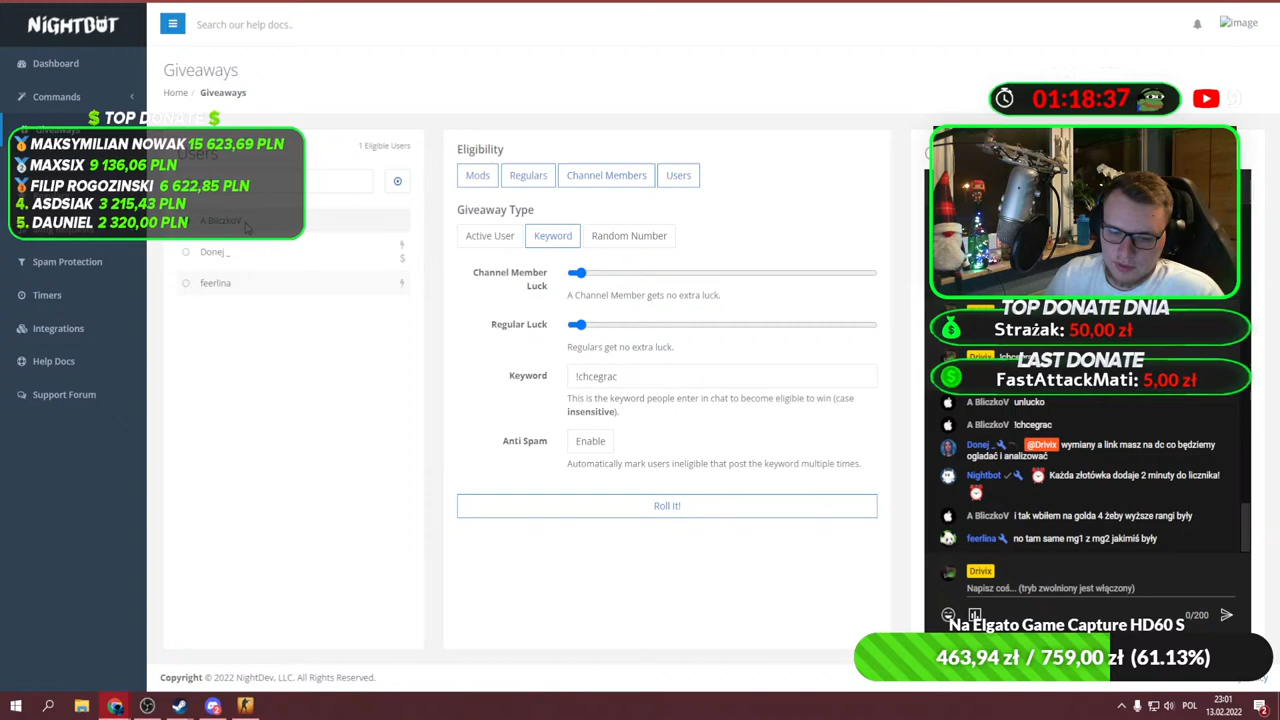 NiGHTBOT
Search our help docs..
image
Dashboard
Commands
Giveaways
Spam Protection
Timers
Integrations
Help Docs
Support Forum
Giveaways
Home / Giveaways
$ TOP DONATE $
MAKSYMILIAN NOWAK 15 623,69 PLN
MAXSIX 9 136,06 PLN
FILIP ROGOZINSKI 6 622,85 PLN
4. ASDSIAK 3 215,43 PLN
5. DAUNIEL 2 320,00 PLN
Users
1 Eligible Users
A BliczkoV
Donej _
feerlina
Eligibility
Mods
Regulars
Channel Members
Users
Giveaway Type
Active User
Keyword
Random Number
Channel Member Luck
A Channel Member gets no extra luck.
Regular Luck
Regulars get no extra luck.
Keyword
!chcegrac
This is the keyword people enter in chat to become eligible to win (case insensitive).
Anti Spam
Enable
Automatically mark users ineligible that post the keyword multiple times.
Roll It!
01:18:37
TOP DONATE DNIA
Strażak: 50,00 zł
Drivix !chcegrac
LAST DONATE
FastAttackMati: 5,00 zł
A BliczkoV unlucko
A BliczkoV !chcegrac
Donej _ @Drivix wymiany a link masz na dc co będziemy
ogladać i analizować
Nightbot Każda złotówka dodaje 2 minuty do licznika!
A BliczkoV i tak wbiłem na golda 4 żeby wyższe rangi były
feerlina no tam same mg1 z mg2 jakimiś były
Drivix
Napisz coś... (tryb zwolniony jest włączony)
0/200
Na Elgato Game Capture HD60 S
463,94 zł / 759,00 zł (61.13%)
Copyright © 2022 NightDev, LLC. All Rights Reserved.
POL
23:01
13.02.2022
2